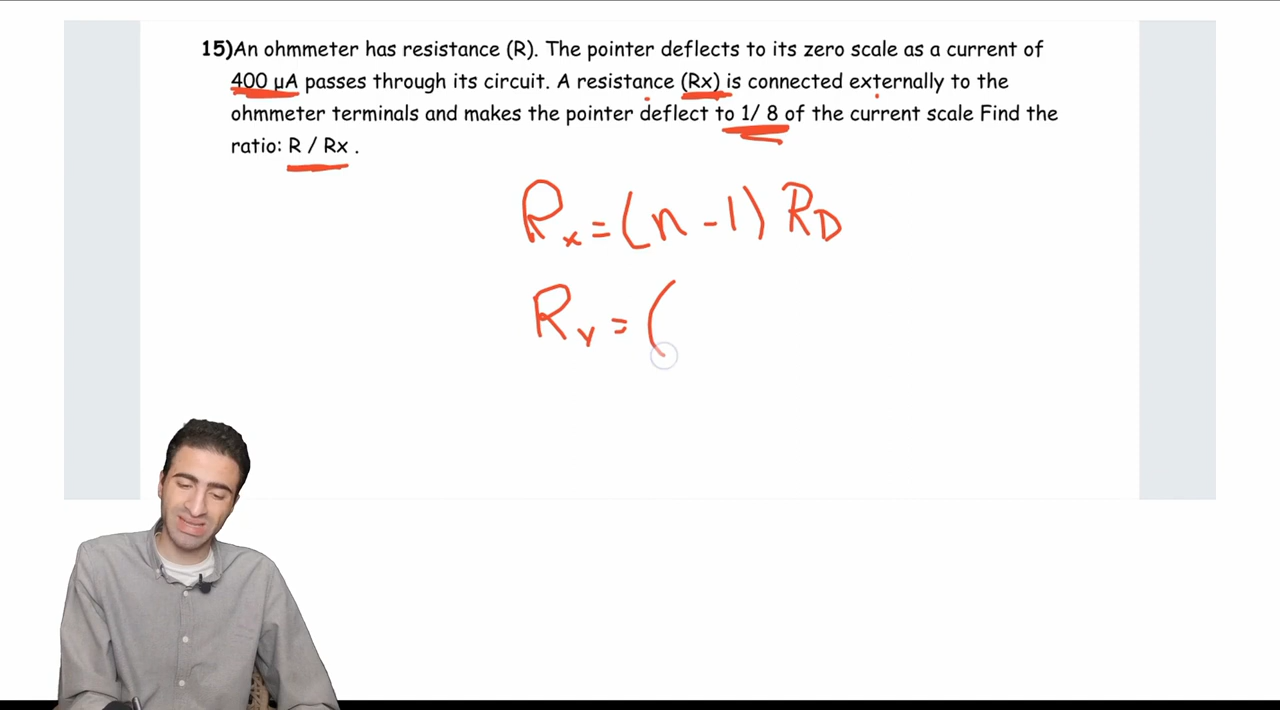 15)An ohmmeter has resistance (R). The pointer deflects to its zero scale as a current of
400 µA passes through its circuit. A resistance (Rx) is connected externally to the
ohmmeter terminals and makes the pointer deflect to 1/ 8 of the current scale Find the
ratio: R / Rx .
Rx = (n - 1) RD
Rx = (